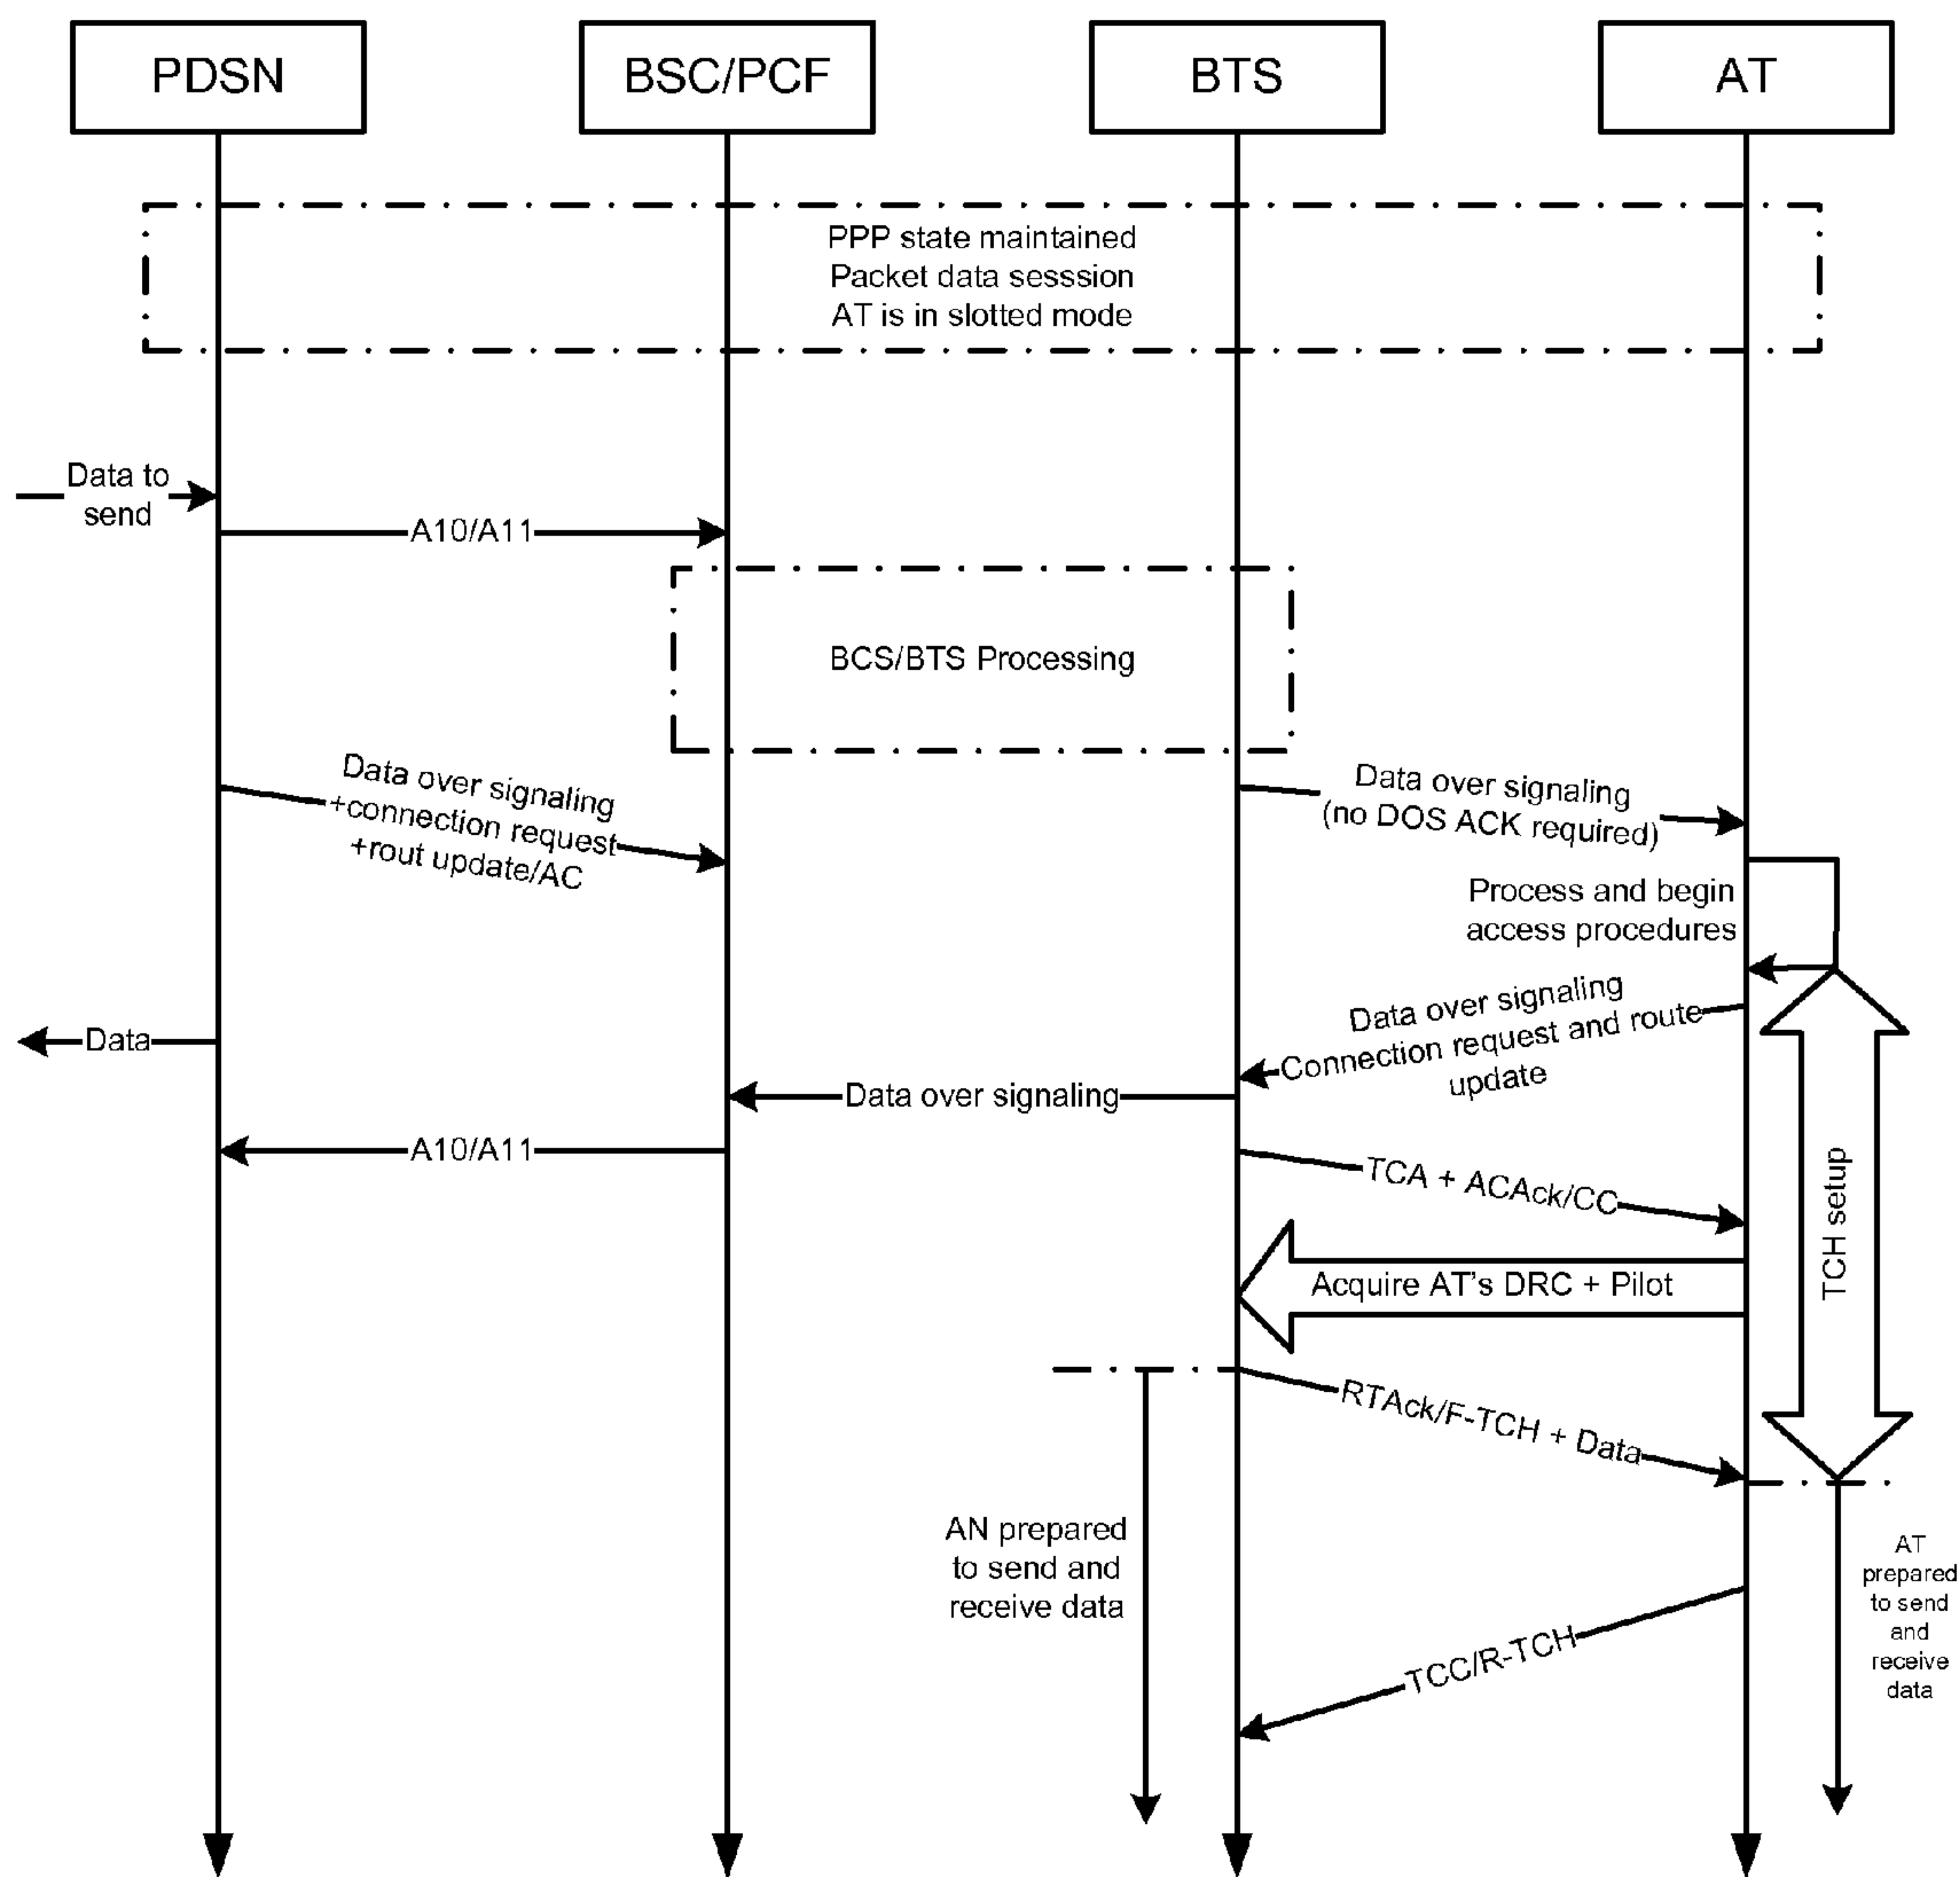 PDSN
BSC/PCF
BTS
AT
PPP state maintained
Packet data sesssion
AT is in slotted mode
Data to
send
A10/A11
BCS/BTS Processing
Data over signaling
+connection request
+rout update/AC
Data over signaling
(no DOS ACK required)
Process and begin
access procedures
Data over signaling
Connection request and route
update
Data
Data over signaling
A10/A11
TCA + ACAck/CC
TCH setup
Acquire AT's DRC + Pilot
RTAck/F-TCH + Data
AN prepared
to send and
receive data
AT
prepared
to send
and
receive
data
TCC/R-TCH